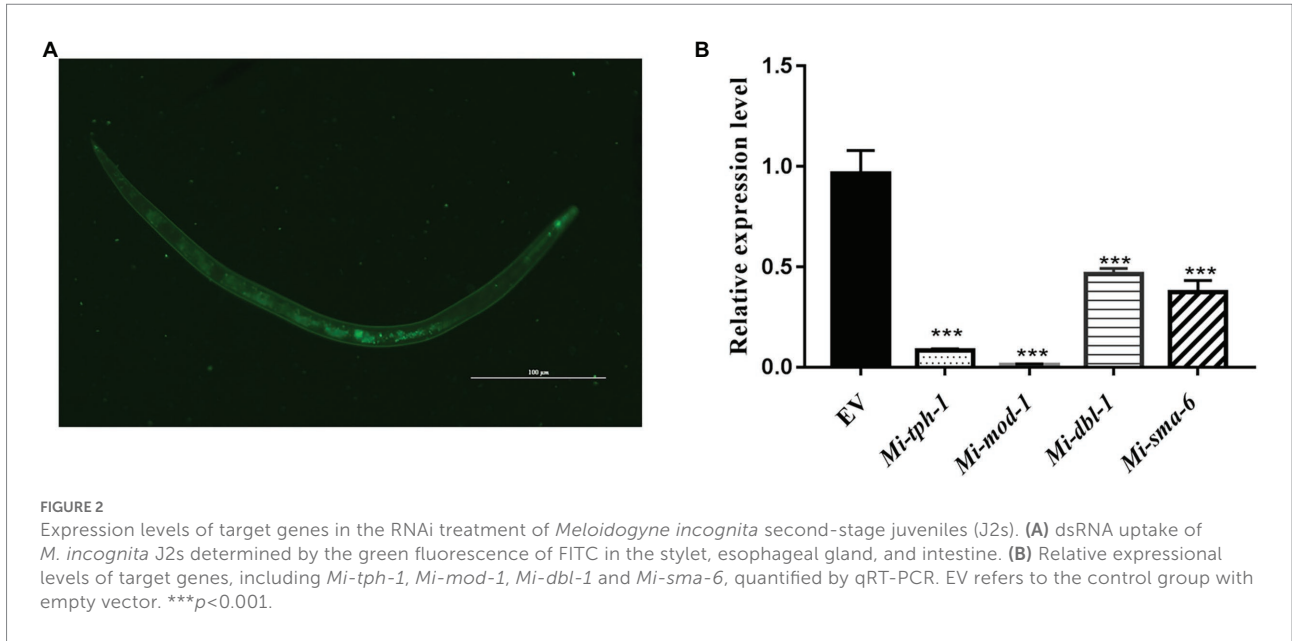 A
100 µm
B
Relative expression level
1.5
1.0
0.5
0.0
***
***
***
***
EV
Mi-tph-1
Mi-mod-1
Mi-dbl-1
Mi-sma-6
FIGURE 2
Expression levels of target genes in the RNAi treatment of Meloidogyne incognita second-stage juveniles (J2s). (A) dsRNA uptake of
M. incognita J2s determined by the green fluorescence of FITC in the stylet, esophageal gland, and intestine. (B) Relative expressional
levels of target genes, including Mi-tph-1, Mi-mod-1, Mi-dbl-1 and Mi-sma-6, quantified by qRT-PCR. EV refers to the control group with
empty vector. ***p<0.001.